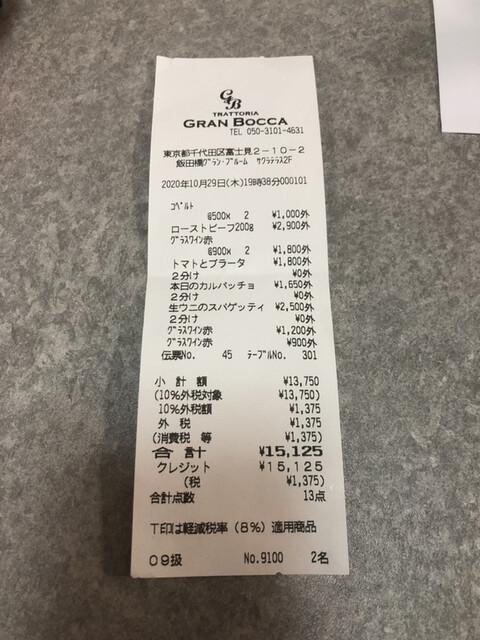 GB
TRATTORIA
GRAN BOCCA
TEL 050-3101-4631
東京都千代田区富士見2-10-2
飯田橋グラン・ブルーム サクラテラス2F
2020年10月29日(木)19時38分000101
コペルト
@500× 2 ¥1,000外
ローストビーフ200g ¥2,900外
グラスワイン赤
@900× 2 ¥1,800外
トマトとブラータ ¥1,800外
2分け ¥0外
本日のカルパッチョ ¥1,650外
2分け ¥0外
生ウニのスパゲッティ ¥2,500外
2分け ¥0外
グラスワイン赤 ¥1,200外
グラスワイン赤 ¥900外
伝票No. 45 テーブルNo. 301
小計額 ¥13,750
(10%外税対象 ¥13,750)
10%外税額 ¥1,375
外税 ¥1,375
(消費税等 ¥1,375)
合計 ¥15,125
クレジット ¥15,125
(税 ¥1,375)
合計点数 13点
T印は軽減税率(8%)適用商品
09扱 No.9100 2名